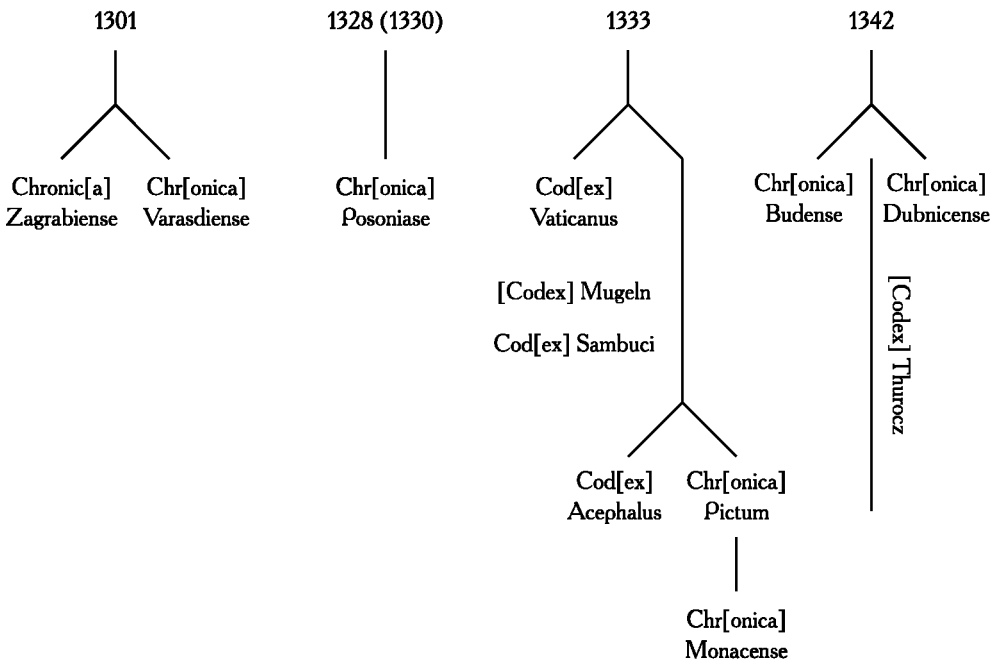 1301
1328 (1330)
1333
1342
Chronic[a]
Zagrabiense
Chr[onica]
Varasdiense
Chr[onica]
Posoniase
Cod[ex]
Vaticanus
Chr[onica]
Budense
Chr[onica]
Dubnicense
[Codex] Mugeln
Cod[ex] Sambuci
[Codex] Thurocz
Cod[ex]
Acephalus
Chr[onica]
Pictum
Chr[onica]
Monacense